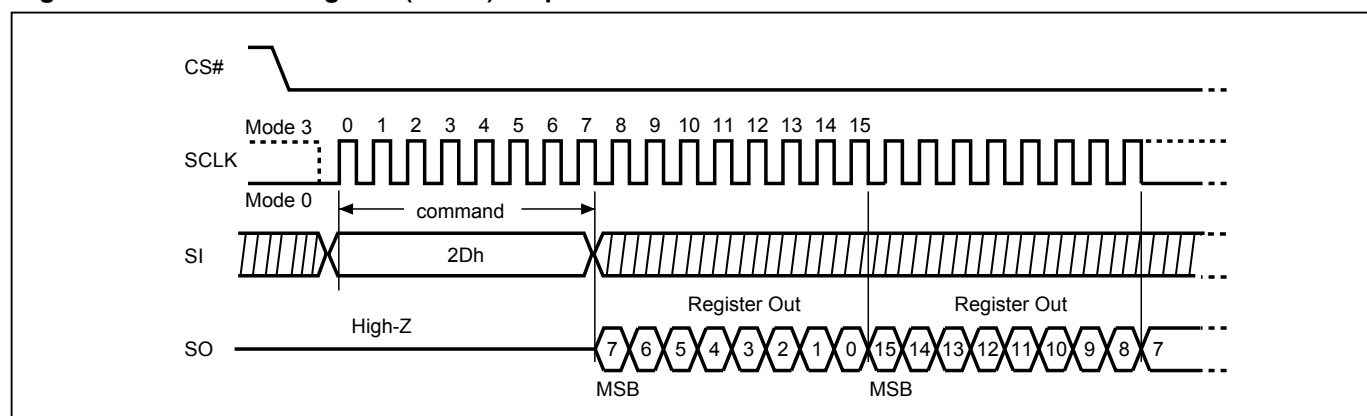 CS#
Mode 3 0 1 2 3 4 5 6 7 8 9 10 11 12 13 14 15
SCLK
Mode 0
command
SI 2Dh
Register Out Register Out
High-Z
SO 7 6 5 4 3 2 1 0 15 14 13 12 11 10 9 8 7
MSB MSB